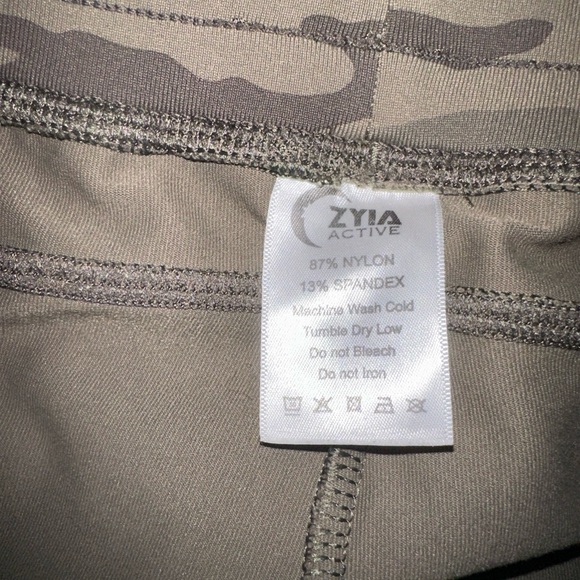 ZYIA
ACTIVE
87% NYLON
13% SPANDEX
Machine Wash Cold
Tumble Dry Low
Do not Bleach
Do not Iron